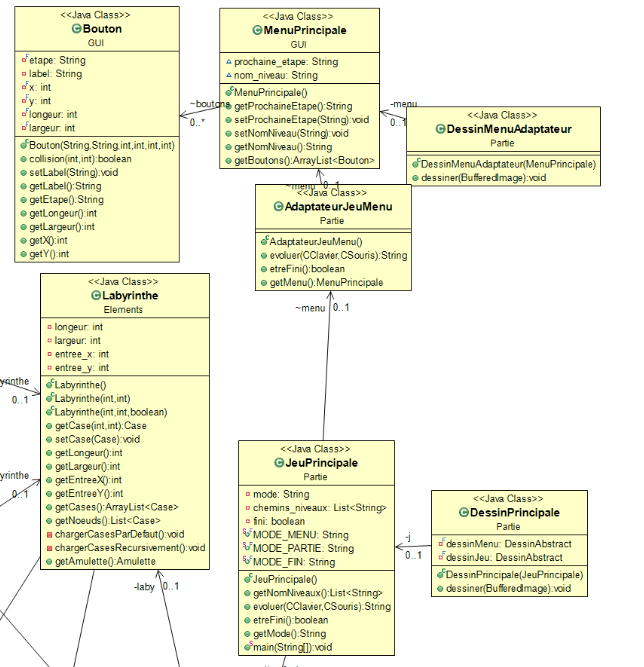 <<Java Class>>
Bouton
GUI
etape: String
label: String
x: int
y: int
longeur: int
largeur: int
Bouton(String,String,int,int,int,int)
collision(int,int):boolean
setLabel(String):void
getLabel():String
getEtape():String
getLongeur():int
getLargeur():int
getX():int
getY():int
~boutons
0..*
<<Java Class>>
MenuPrincipale
GUI
prochaine_etape: String
nom_niveau: String
MenuPrincipale()
getProchaineEtape():String
setProchaineEtape(String):void
setNomNiveau(String):void
getNomNiveau():String
getBoutons():ArrayList<Bouton>
-menu
0..1
<<Java Class>>
DessinMenuAdaptateur
Partie
DessinMenuAdaptateur(MenuPrincipale)
dessiner(BufferedImage):void
~menu
0..1
<<Java Class>>
AdaptateurJeuMenu
Partie
AdaptateurJeuMenu()
evoluer(CClavier,CSouris):String
etreFini():boolean
getMenu():MenuPrincipale
~menu
0..1
<<Java Class>>
Labyrinthe
Elements
longeur: int
largeur: int
entree_x: int
entree_y: int
Labyrinthe()
Labyrinthe(int,int)
Labyrinthe(int,int,boolean)
getCase(int,int):Case
setCase(Case):void
getLongeur():int
getLargeur():int
getEntreeX():int
getEntreeY():int
getCases():ArrayList<Case>
getNoeuds():List<Case>
chargerCasesParDefaut():void
chargerCasesRecursivement():void
getAmulette():Amulette
yrinthe
0..1
yrinthe
0..1
-laby
0..1
<<Java Class>>
JeuPrincipale
Partie
mode: String
chemins_niveaux: List<String>
fini: boolean
MODE_MENU: String
MODE_PARTIE: String
MODE_FIN: String
JeuPrincipale()
getNomNiveaux():List<String>
evoluer(CClavier,CSouris):String
etreFini():boolean
getMode():String
main(String[]):void
-j
0..1
<<Java Class>>
DessinPrincipale
Partie
dessinMenu: DessinAbstract
dessinJeu: DessinAbstract
DessinPrincipale(JeuPrincipale)
dessiner(BufferedImage):void